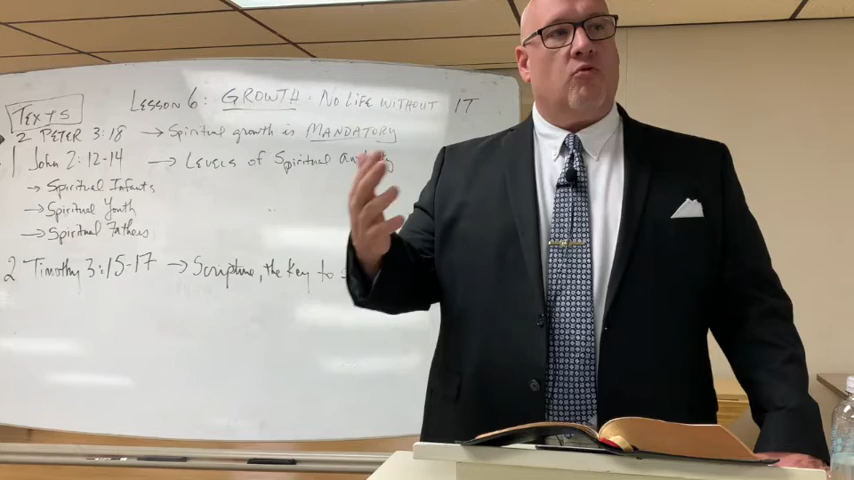 LESSON 6: GROWTH · NO LIFE WITHOUT IT
TEXTS
2 PETER 3:18 → Spiritual growth is MANDATORY
1 John 2:12-14 → LEVELS OF Spiritual
→ Spiritual Infants
→ Spiritual Youth
→ Spiritual Fathers
2 Timothy 3:15-17 → Scripture, the Key to